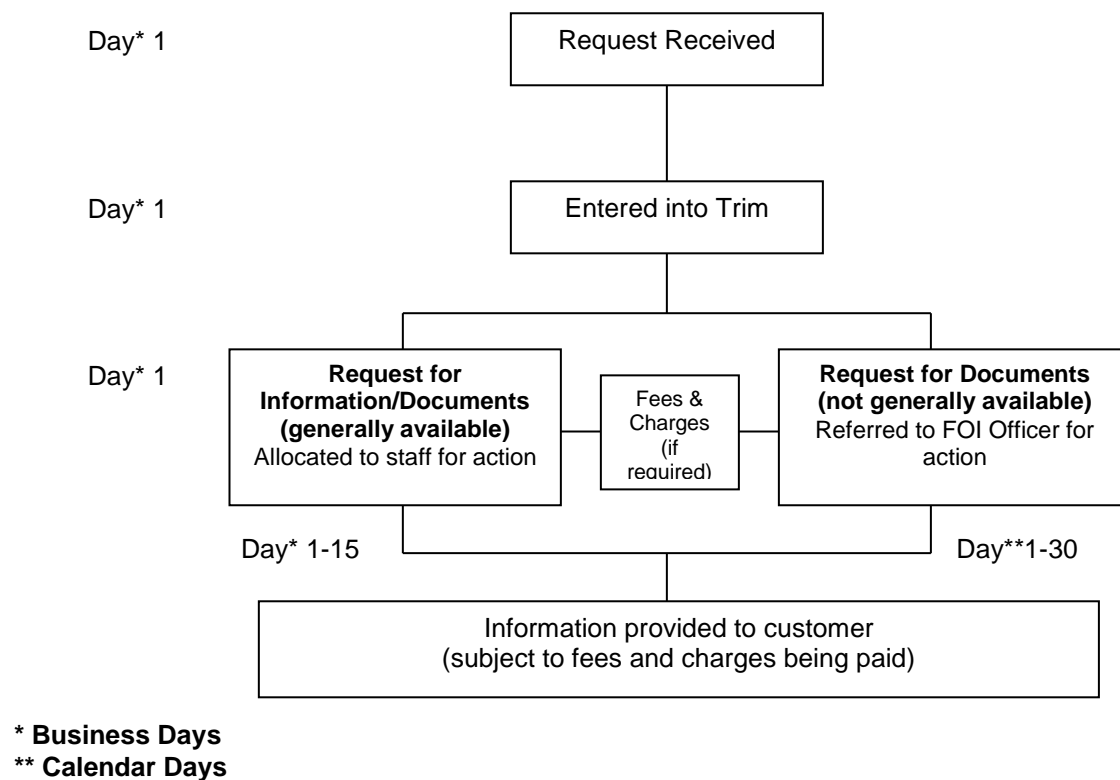 Day* 1
Request Received
Day* 1
Entered into Trim
Day* 1
Request for
Information/Documents
(generally available)
Allocated to staff for action
Fees &
Charges
(if
required)
Request for Documents
(not generally available)
Referred to FOI Officer for
action
Day* 1-15
Day**1-30
Information provided to customer
(subject to fees and charges being paid)
* Business Days
** Calendar Days